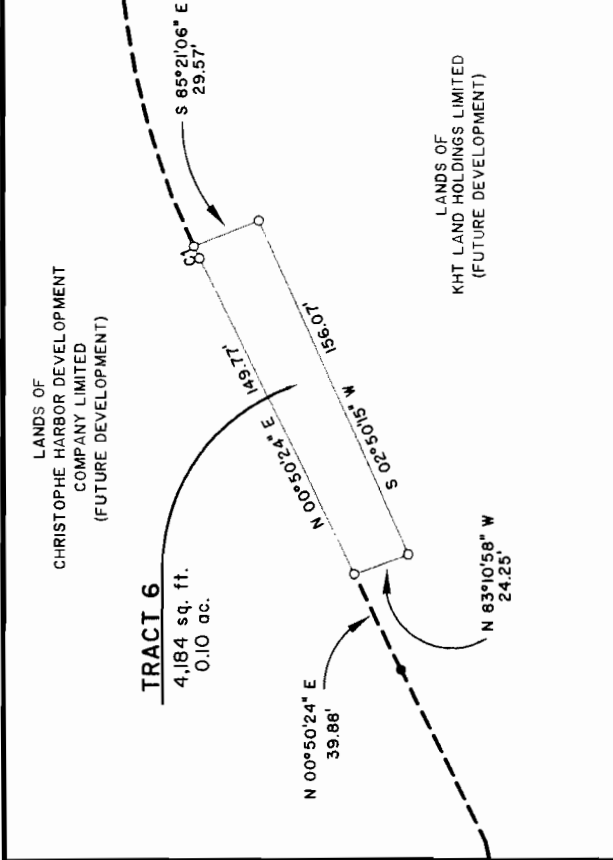 S 85°21'06" E
29.57'
LANDS OF
CHRISTOPHE HARBOR DEVELOPMENT
COMPANY LIMITED
(FUTURE DEVELOPMENT)
LANDS OF
KHT LAND HOLDINGS LIMITED
(FUTURE DEVELOPMENT)
C1
N 00°50'24" E 149.77'
S 02°50'15" W 156.07'
TRACT 6
4,184 sq. ft.
0.10 ac.
N 83°10'58" W
24.25'
N 00°50'24" E
39.86'